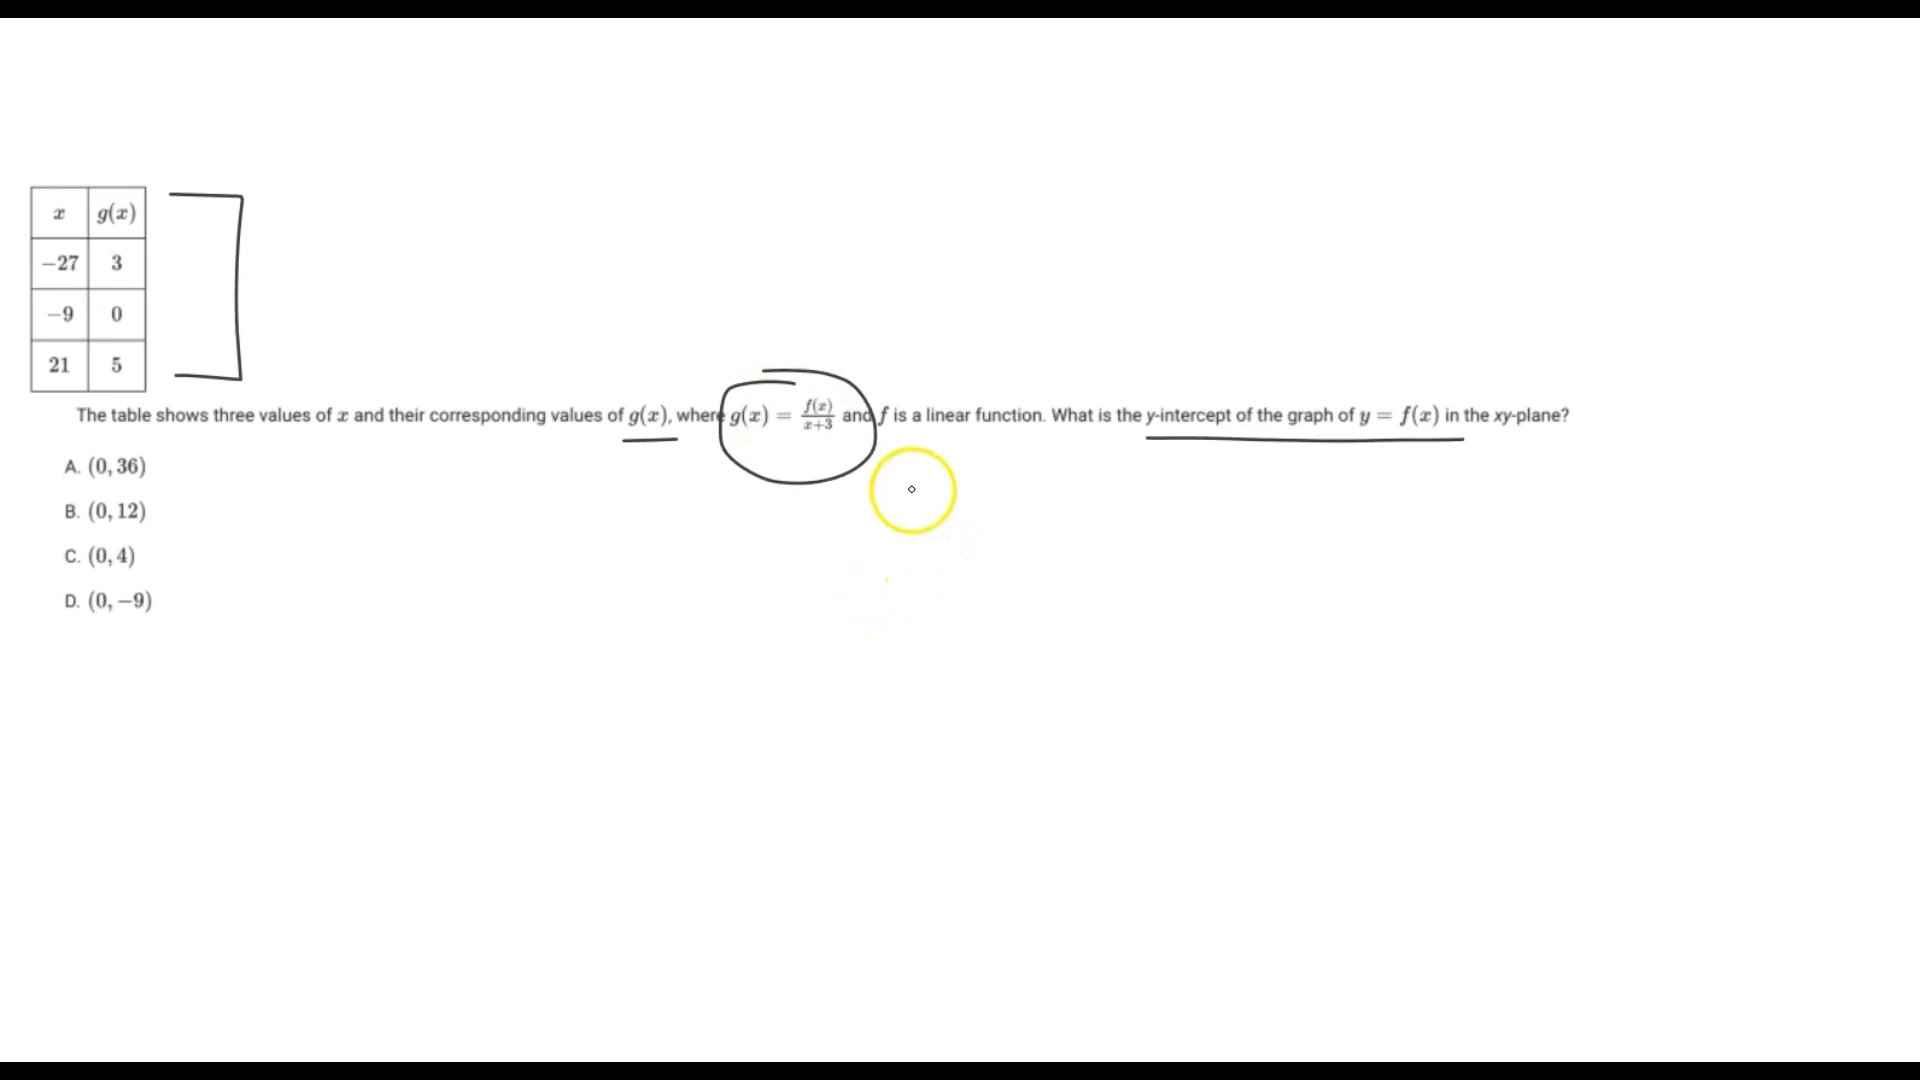 x g(x)
−27 3
−9 0
21 5
The table shows three values of x and their corresponding values of g(x), where g(x) = f(x)/x+3 and f is a linear function. What is the y-intercept of the graph of y = f(x) in the xy-plane?
A. (0, 36)
B. (0, 12)
C. (0, 4)
D. (0, −9)